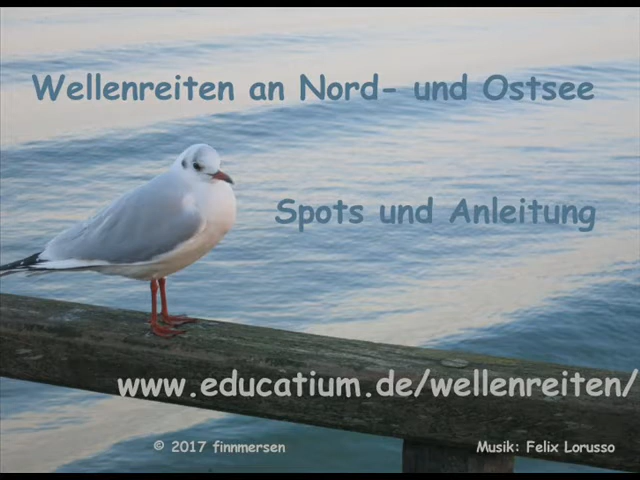 Wellenreiten an Nord- und Ostsee
Spots und Anleitung
www.educatium.de/wellenreiten/
© 2017 finnmersen
Musik: Felix Lorusso